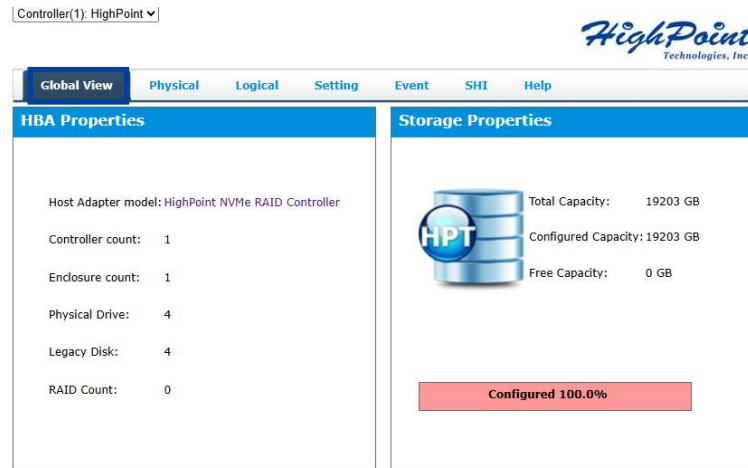 Controller(1): HighPoint
HighPoint
Technologies, Inc
Global View Physical Logical Setting Event SHI Help
HBA Properties
Host Adapter model: HighPoint NVMe RAID Controller
Controller count: 1
Enclosure count: 1
Physical Drive: 4
Legacy Disk: 4
RAID Count: 0
Storage Properties
HPT
Total Capacity: 19203 GB
Configured Capacity: 19203 GB
Free Capacity: 0 GB
Configured 100.0%